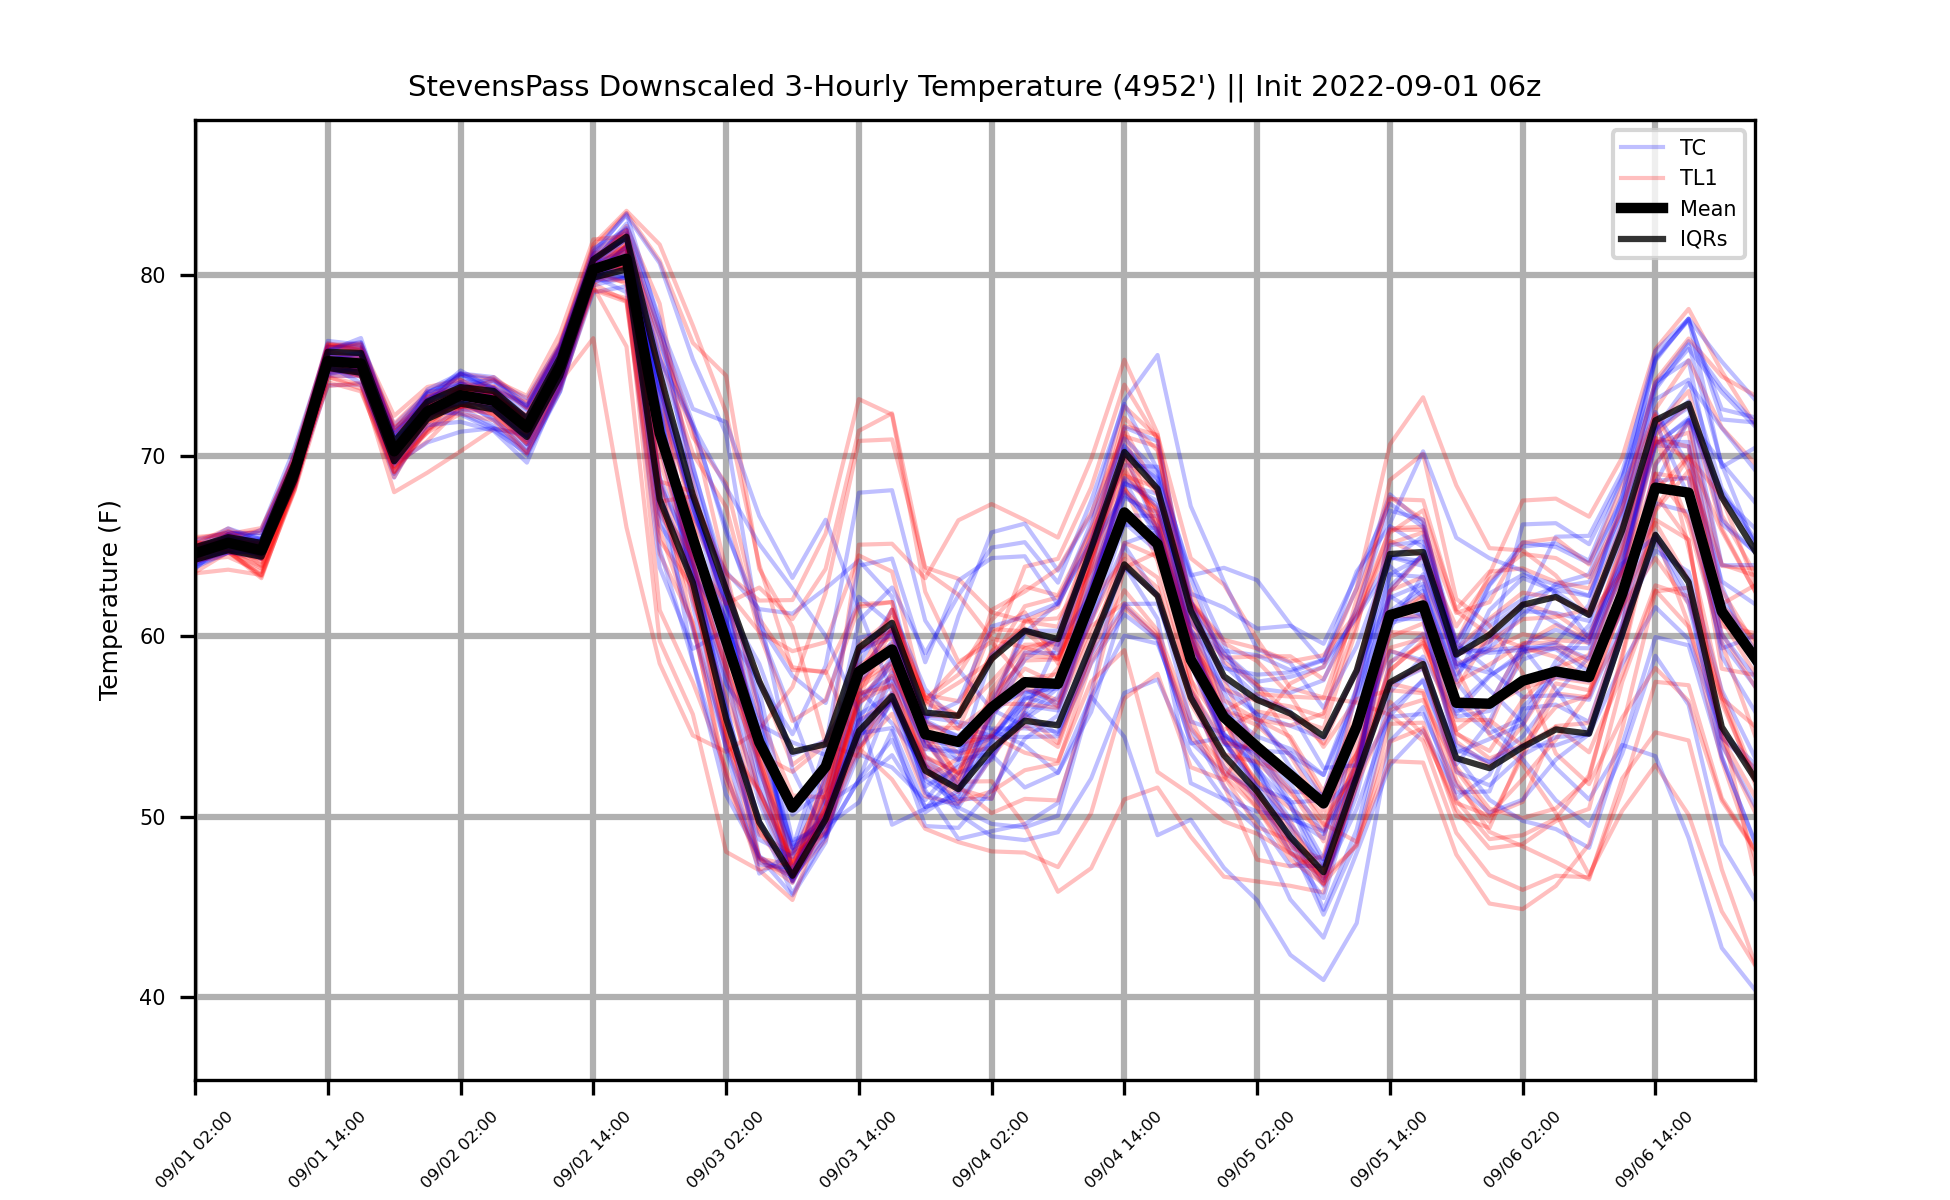 StevensPass Downscaled 3-Hourly Temperature (4952') || Init 2022-09-01 06z
TC
TL1
Mean
IQRs
Temperature (F)
80
70
60
50
40
09/01 02:00
09/01 14:00
09/02 02:00
09/02 14:00
09/03 02:00
09/03 14:00
09/04 02:00
09/04 14:00
09/05 02:00
09/05 14:00
09/06 02:00
09/06 14:00